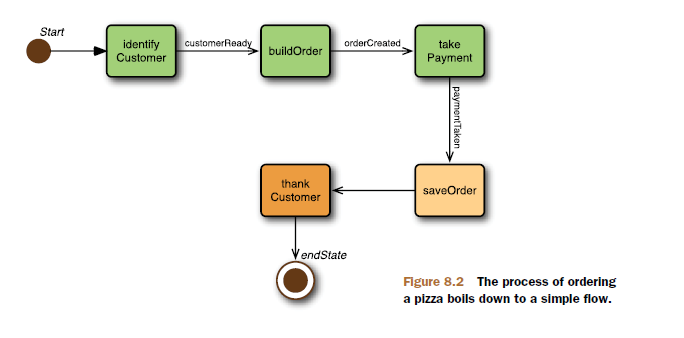 Start
identify
Customer
customerReady
buildOrder
orderCreated
take
Payment
paymentTaken
thank
Customer
saveOrder
endState
Figure 8.2 The process of ordering
a pizza boils down to a simple flow.